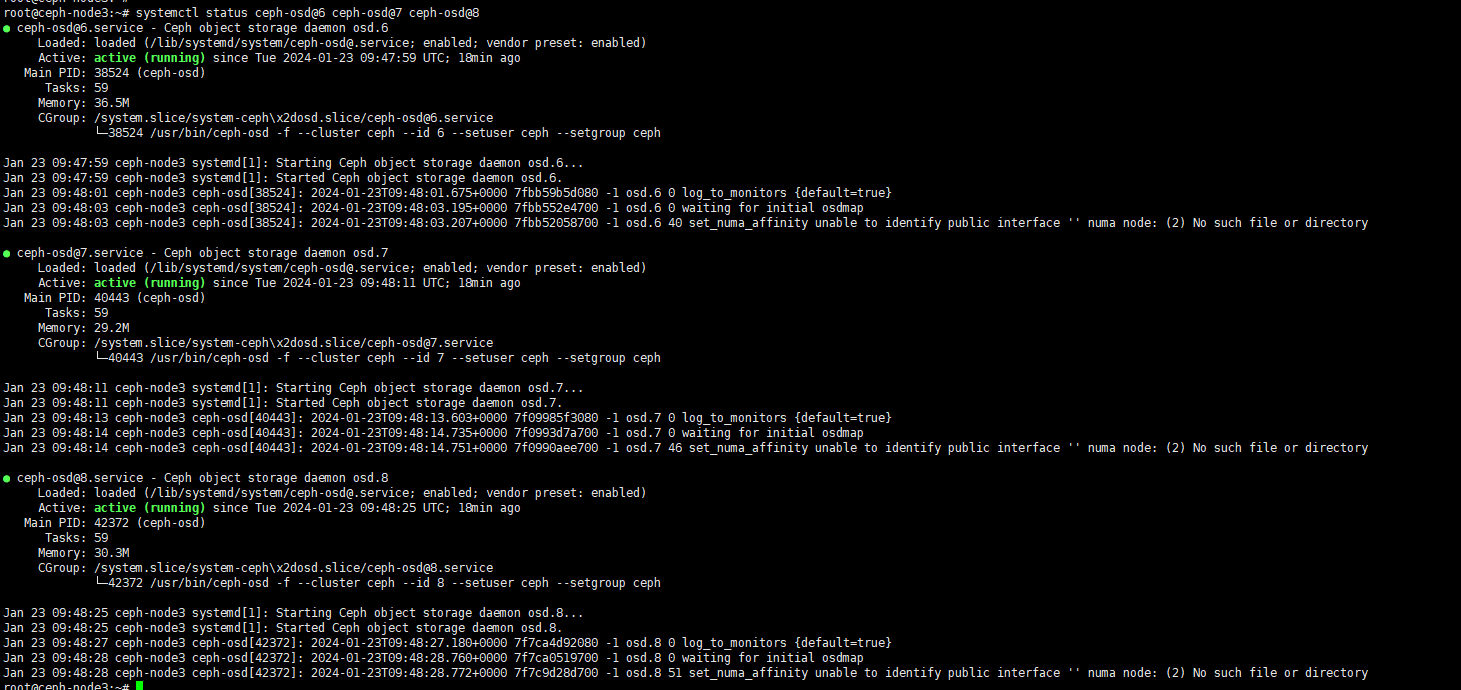 root@ceph-node3:~#
root@ceph-node3:~# systemctl status ceph-osd@6 ceph-osd@7 ceph-osd@8
● ceph-osd@6.service - Ceph object storage daemon osd.6
Loaded: loaded (/lib/systemd/system/ceph-osd@.service; enabled; vendor preset: enabled)
Active: active (running) since Tue 2024-01-23 09:47:59 UTC; 18min ago
Main PID: 38524 (ceph-osd)
Tasks: 59
Memory: 36.5M
CGroup: /system.slice/system-ceph\x2dosd.slice/ceph-osd@6.service
└─38524 /usr/bin/ceph-osd -f --cluster ceph --id 6 --setuser ceph --setgroup ceph
Jan 23 09:47:59 ceph-node3 systemd[1]: Starting Ceph object storage daemon osd.6...
Jan 23 09:47:59 ceph-node3 systemd[1]: Started Ceph object storage daemon osd.6.
Jan 23 09:48:01 ceph-node3 ceph-osd[38524]: 2024-01-23T09:48:01.675+0000 7fbb59b5d080 -1 osd.6 0 log_to_monitors {default=true}
Jan 23 09:48:03 ceph-node3 ceph-osd[38524]: 2024-01-23T09:48:03.195+0000 7fbb552e4700 -1 osd.6 0 waiting for initial osdmap
Jan 23 09:48:03 ceph-node3 ceph-osd[38524]: 2024-01-23T09:48:03.207+0000 7fbb52058700 -1 osd.6 40 set_numa_affinity unable to identify public interface '' numa node: (2) No such file or directory
● ceph-osd@7.service - Ceph object storage daemon osd.7
Loaded: loaded (/lib/systemd/system/ceph-osd@.service; enabled; vendor preset: enabled)
Active: active (running) since Tue 2024-01-23 09:48:11 UTC; 18min ago
Main PID: 40443 (ceph-osd)
Tasks: 59
Memory: 29.2M
CGroup: /system.slice/system-ceph\x2dosd.slice/ceph-osd@7.service
└─40443 /usr/bin/ceph-osd -f --cluster ceph --id 7 --setuser ceph --setgroup ceph
Jan 23 09:48:11 ceph-node3 systemd[1]: Starting Ceph object storage daemon osd.7...
Jan 23 09:48:11 ceph-node3 systemd[1]: Started Ceph object storage daemon osd.7.
Jan 23 09:48:13 ceph-node3 ceph-osd[40443]: 2024-01-23T09:48:13.603+0000 7f09985f3080 -1 osd.7 0 log_to_monitors {default=true}
Jan 23 09:48:14 ceph-node3 ceph-osd[40443]: 2024-01-23T09:48:14.735+0000 7f0993d7a700 -1 osd.7 0 waiting for initial osdmap
Jan 23 09:48:14 ceph-node3 ceph-osd[40443]: 2024-01-23T09:48:14.751+0000 7f0990aee700 -1 osd.7 46 set_numa_affinity unable to identify public interface '' numa node: (2) No such file or directory
● ceph-osd@8.service - Ceph object storage daemon osd.8
Loaded: loaded (/lib/systemd/system/ceph-osd@.service; enabled; vendor preset: enabled)
Active: active (running) since Tue 2024-01-23 09:48:25 UTC; 18min ago
Main PID: 42372 (ceph-osd)
Tasks: 59
Memory: 30.3M
CGroup: /system.slice/system-ceph\x2dosd.slice/ceph-osd@8.service
└─42372 /usr/bin/ceph-osd -f --cluster ceph --id 8 --setuser ceph --setgroup ceph
Jan 23 09:48:25 ceph-node3 systemd[1]: Starting Ceph object storage daemon osd.8...
Jan 23 09:48:25 ceph-node3 systemd[1]: Started Ceph object storage daemon osd.8.
Jan 23 09:48:27 ceph-node3 ceph-osd[42372]: 2024-01-23T09:48:27.180+0000 7f7ca4d92080 -1 osd.8 0 log_to_monitors {default=true}
Jan 23 09:48:28 ceph-node3 ceph-osd[42372]: 2024-01-23T09:48:28.760+0000 7f7ca0519700 -1 osd.8 0 waiting for initial osdmap
Jan 23 09:48:28 ceph-node3 ceph-osd[42372]: 2024-01-23T09:48:28.772+0000 7f7c9d28d700 -1 osd.8 51 set_numa_affinity unable to identify public interface '' numa node: (2) No such file or directory
root@ceph-node3:~#